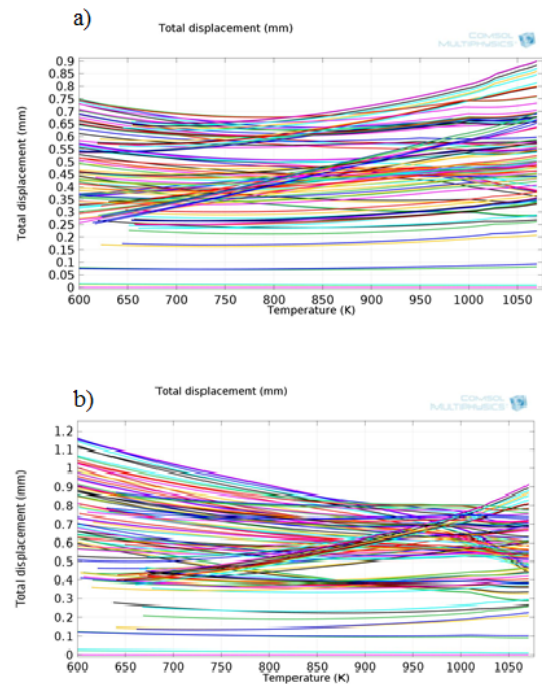 a)
Total displacement (mm)
COMSOL
MULTIPHYSICS
0.9
0.85
0.8
0.75
0.7
0.65
0.6
0.55
0.5
0.45
0.4
0.35
0.3
0.25
0.2
0.15
0.1
0.05
0
Total displacement (mm)
600 650 700 750 800 850 900 950 1000 1050
Temperature (K)
b)
Total displacement (mm)
COMSOL
MULTIPHYSICS
1.2
1.1
1
0.9
0.8
0.7
0.6
0.5
0.4
0.3
0.2
0.1
0
Total displacement (mm)
600 650 700 750 800 850 900 950 1000 1050
Temperature (K)